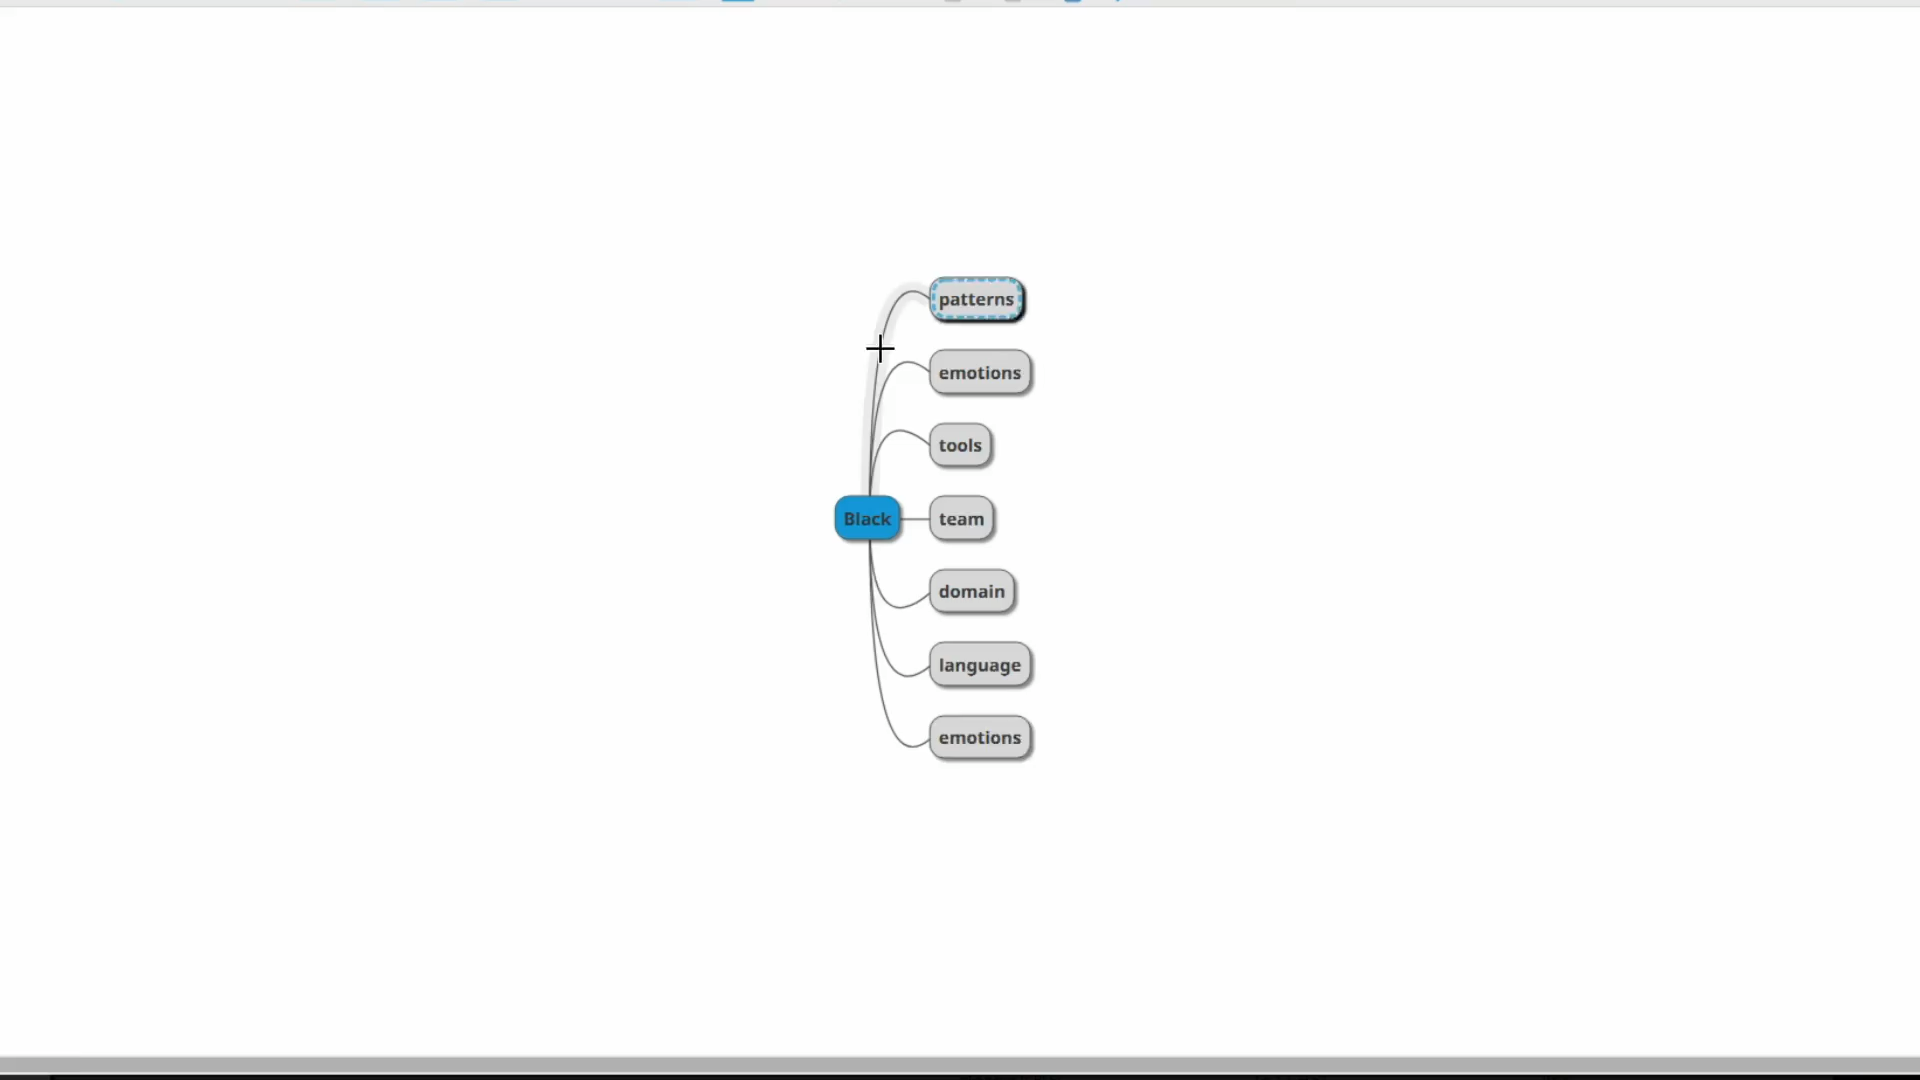 patterns
emotions
tools
Black
team
domain
language
emotions